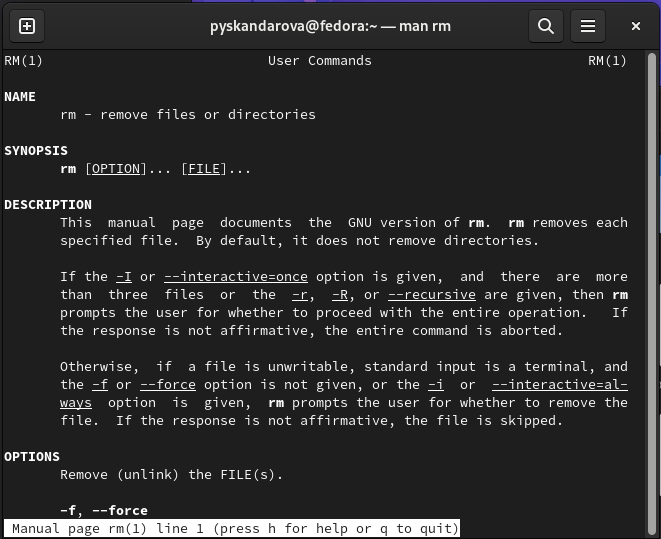 pyskandarova@fedora:~ — man rm
RM(1) User Commands RM(1)
NAME
rm - remove files or directories
SYNOPSIS
rm [OPTION]... [FILE]...
DESCRIPTION
This manual page documents the GNU version of rm. rm removes each
specified file. By default, it does not remove directories.
If the -I or --interactive=once option is given, and there are more
than three files or the -r, -R, or --recursive are given, then rm
prompts the user for whether to proceed with the entire operation. If
the response is not affirmative, the entire command is aborted.
Otherwise, if a file is unwritable, standard input is a terminal, and
the -f or --force option is not given, or the -i or --interactive=al-
ways option is given, rm prompts the user for whether to remove the
file. If the response is not affirmative, the file is skipped.
OPTIONS
Remove (unlink) the FILE(s).
-f, --force
Manual page rm(1) line 1 (press h for help or q to quit)